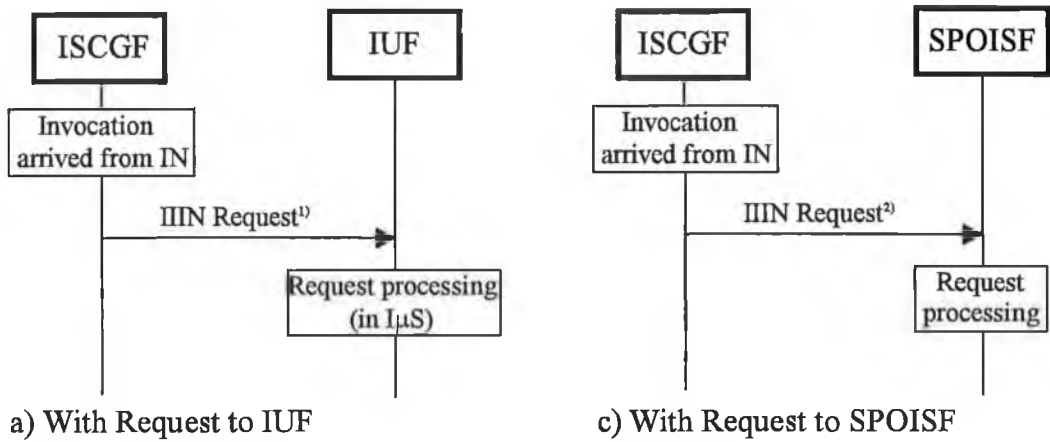 ISCGF
IUF
Invocation
arrived from IN
IIIN Request¹⁾
Request processing
(in IμS)
a) With Request to IUF
ISCGF
SPOISF
Invocation
arrived from IN
IIIN Request²⁾
Request
processing
c) With Request to SPOISF